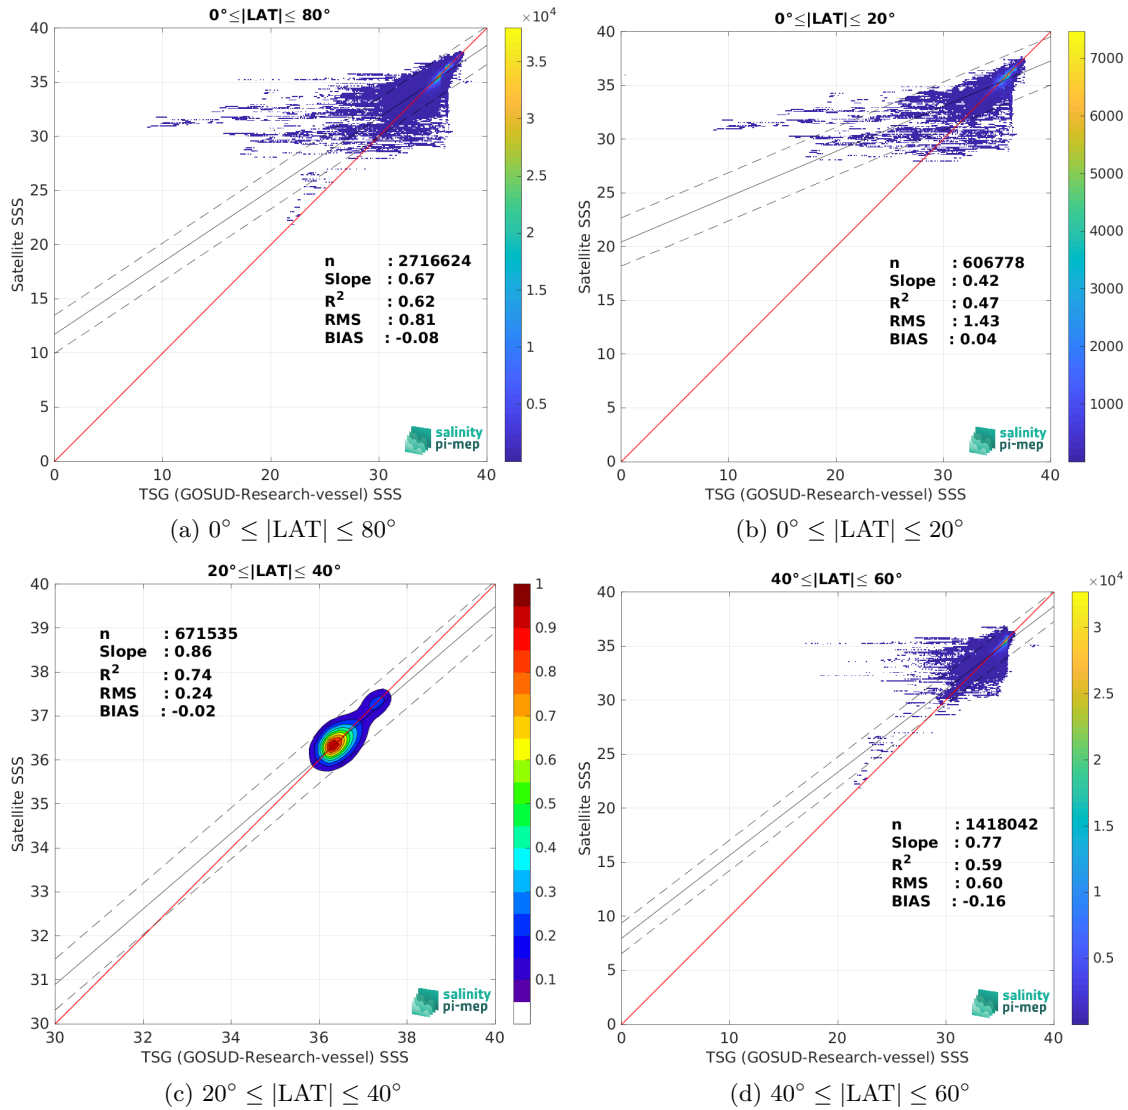 0°≤|LAT|≤ 80°
×10⁴
40
35
30
25
20
15
10
5
0
Satellite SSS
n : 2716624
Slope : 0.67
R² : 0.62
RMS : 0.81
BIAS : -0.08
salinity
pi-mep
0 10 20 30 40
TSG (GOSUD-Research-vessel) SSS
3.5
3
2.5
2
1.5
1
0.5
(a) 0° ≤ |LAT| ≤ 80°
0°≤|LAT|≤ 20°
40
35
30
25
20
15
10
5
0
Satellite SSS
n : 606778
Slope : 0.42
R² : 0.47
RMS : 1.43
BIAS : 0.04
salinity
pi-mep
0 10 20 30 40
TSG (GOSUD-Research-vessel) SSS
7000
6000
5000
4000
3000
2000
1000
(b) 0° ≤ |LAT| ≤ 20°
20°≤|LAT|≤ 40°
40
39
38
37
36
35
34
33
32
31
30
Satellite SSS
n : 671535
Slope : 0.86
R² : 0.74
RMS : 0.24
BIAS : -0.02
salinity
pi-mep
30 32 34 36 38 40
TSG (GOSUD-Research-vessel) SSS
1
0.9
0.8
0.7
0.6
0.5
0.4
0.3
0.2
0.1
(c) 20° ≤ |LAT| ≤ 40°
40°≤|LAT|≤ 60°
×10⁴
40
35
30
25
20
15
10
5
0
Satellite SSS
n : 1418042
Slope : 0.77
R² : 0.59
RMS : 0.60
BIAS : -0.16
salinity
pi-mep
0 10 20 30 40
TSG (GOSUD-Research-vessel) SSS
3
2.5
2
1.5
1
0.5
(d) 40° ≤ |LAT| ≤ 60°